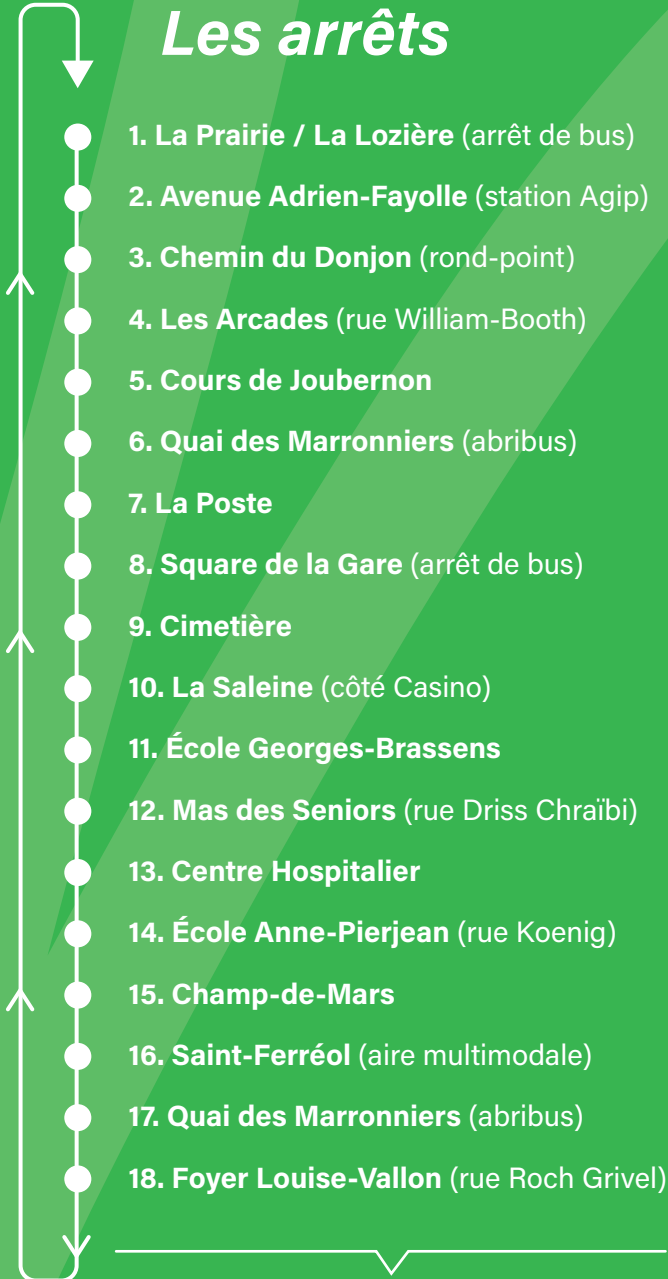 Les arrêts
1. La Prairie / La Lozière (arrêt de bus)
2. Avenue Adrien-Fayolle (station Agip)
3. Chemin du Donjon (rond-point)
4. Les Arcades (rue William-Booth)
5. Cours de Joubernon
6. Quai des Marronniers (abribus)
7. La Poste
8. Square de la Gare (arrêt de bus)
9. Cimetière
10. La Saleine (côté Casino)
11. École Georges-Brassens
12. Mas des Seniors (rue Driss Chraïbi)
13. Centre Hospitalier
14. École Anne-Pierjean (rue Koenig)
15. Champ-de-Mars
16. Saint-Ferréol (aire multimodale)
17. Quai des Marronniers (abribus)
18. Foyer Louise-Vallon (rue Roch Grivel)